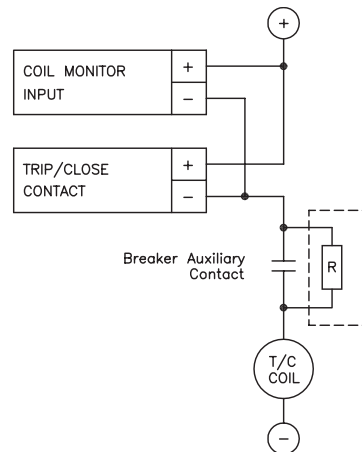 +
COIL MONITOR
INPUT
+
−
TRIP/CLOSE
CONTACT
+
−
Breaker Auxiliary
Contact
R
T/C
COIL
−